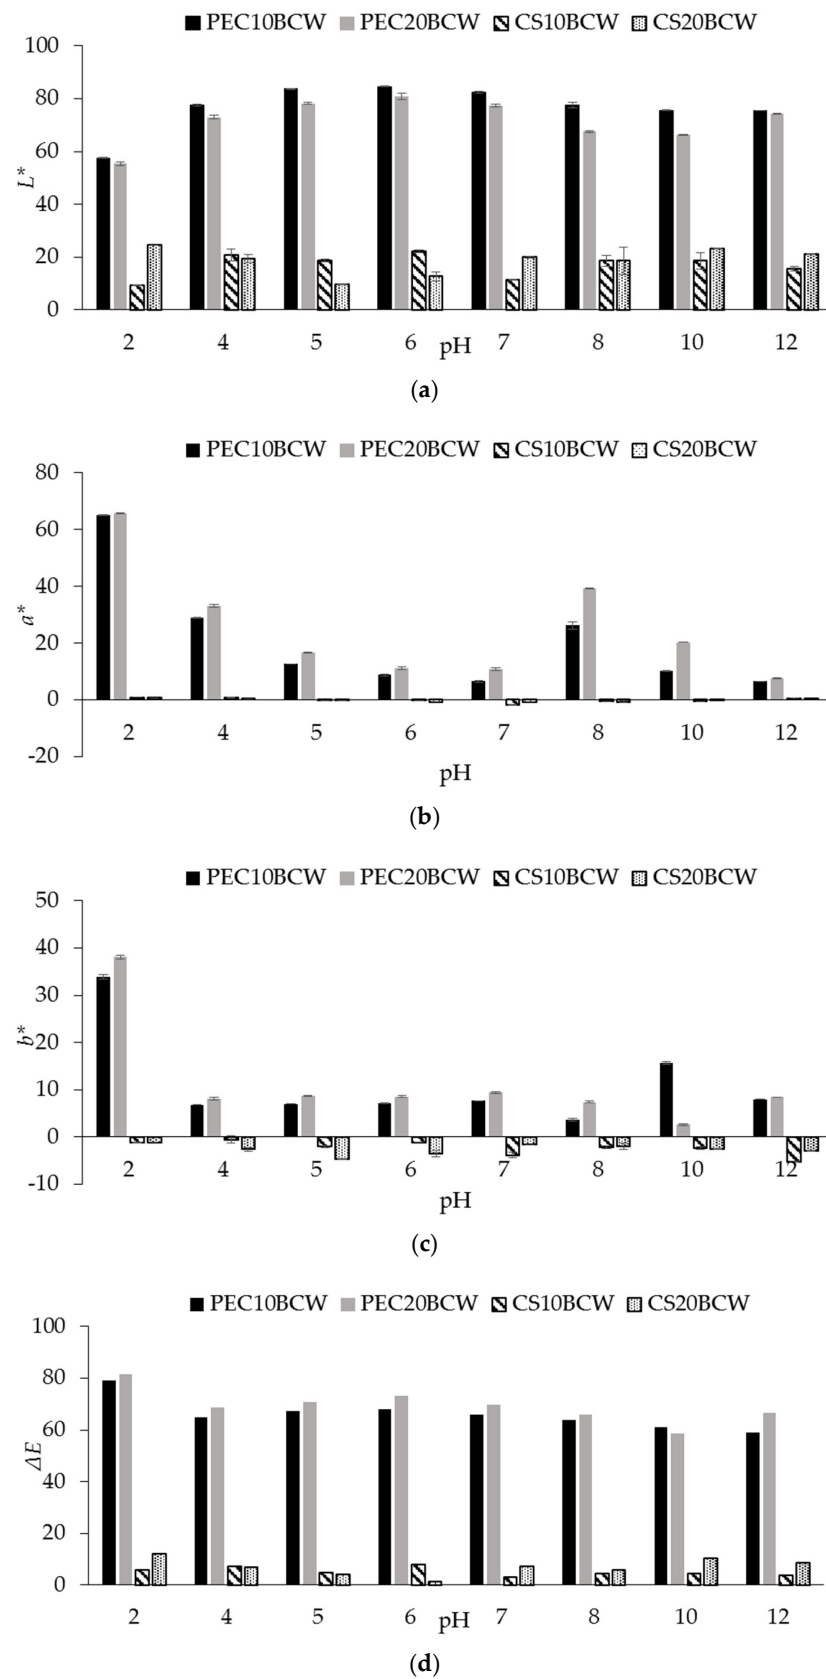 PEC10BCW PEC20BCW CS10BCW CS20BCW
100
80
60
L*
40
20
0
2 4 5 6 7 8 10 12
pH
(a)
PEC10BCW PEC20BCW CS10BCW CS20BCW
80
60
40
a*
20
0
2 4 5 6 7 8 10 12
-20
pH
(b)
PEC10BCW PEC20BCW CS10BCW CS20BCW
50
40
30
b*
20
10
0
2 4 5 6 7 8 10 12
-10
pH
(c)
PEC10BCW PEC20BCW CS10BCW CS20BCW
100
80
60
ΔE
40
20
0
2 4 5 6 7 8 10 12
pH
(d)